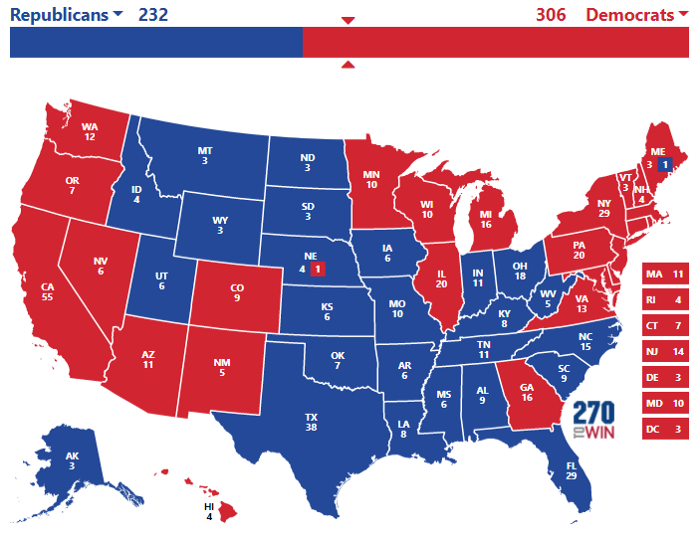 Republicans 232
306 Democrats
WA
12
OR
7
CA
55
NV
6
ID
4
MT
3
WY
3
UT
6
AZ
11
CO
9
NM
5
ND
3
SD
3
NE
4 1
KS
6
OK
7
TX
38
MN
10
IA
6
MO
10
AR
6
LA
8
WI
10
IL
20
MI
16
IN
11
OH
18
KY
8
TN
11
MS
6
AL
9
GA
16
FL
29
SC
9
NC
15
VA
13
WV
5
PA
20
NY
29
VT
3
NH
4
ME
3 1
MA 11
RI 4
CT 7
NJ 14
DE 3
MD 10
DC 3
AK
3
HI
4
270
TO WIN